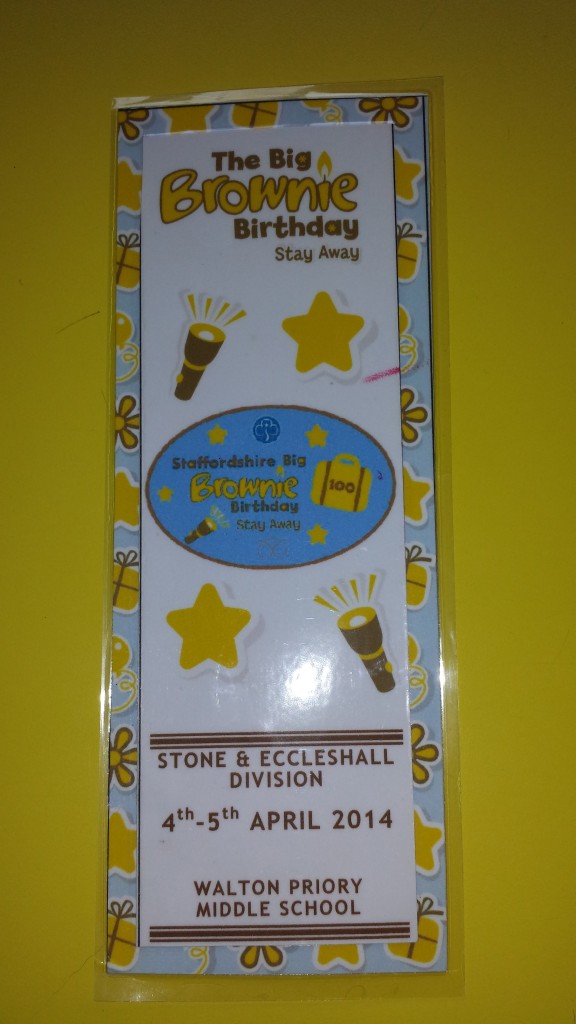 The Big
Brownie
Birthday
Stay Away
Staffordshire Big
Brownie
Birthday
Stay Away
100
STONE & ECCLESHALL
DIVISION
4th-5th APRIL 2014
WALTON PRIORY
MIDDLE SCHOOL